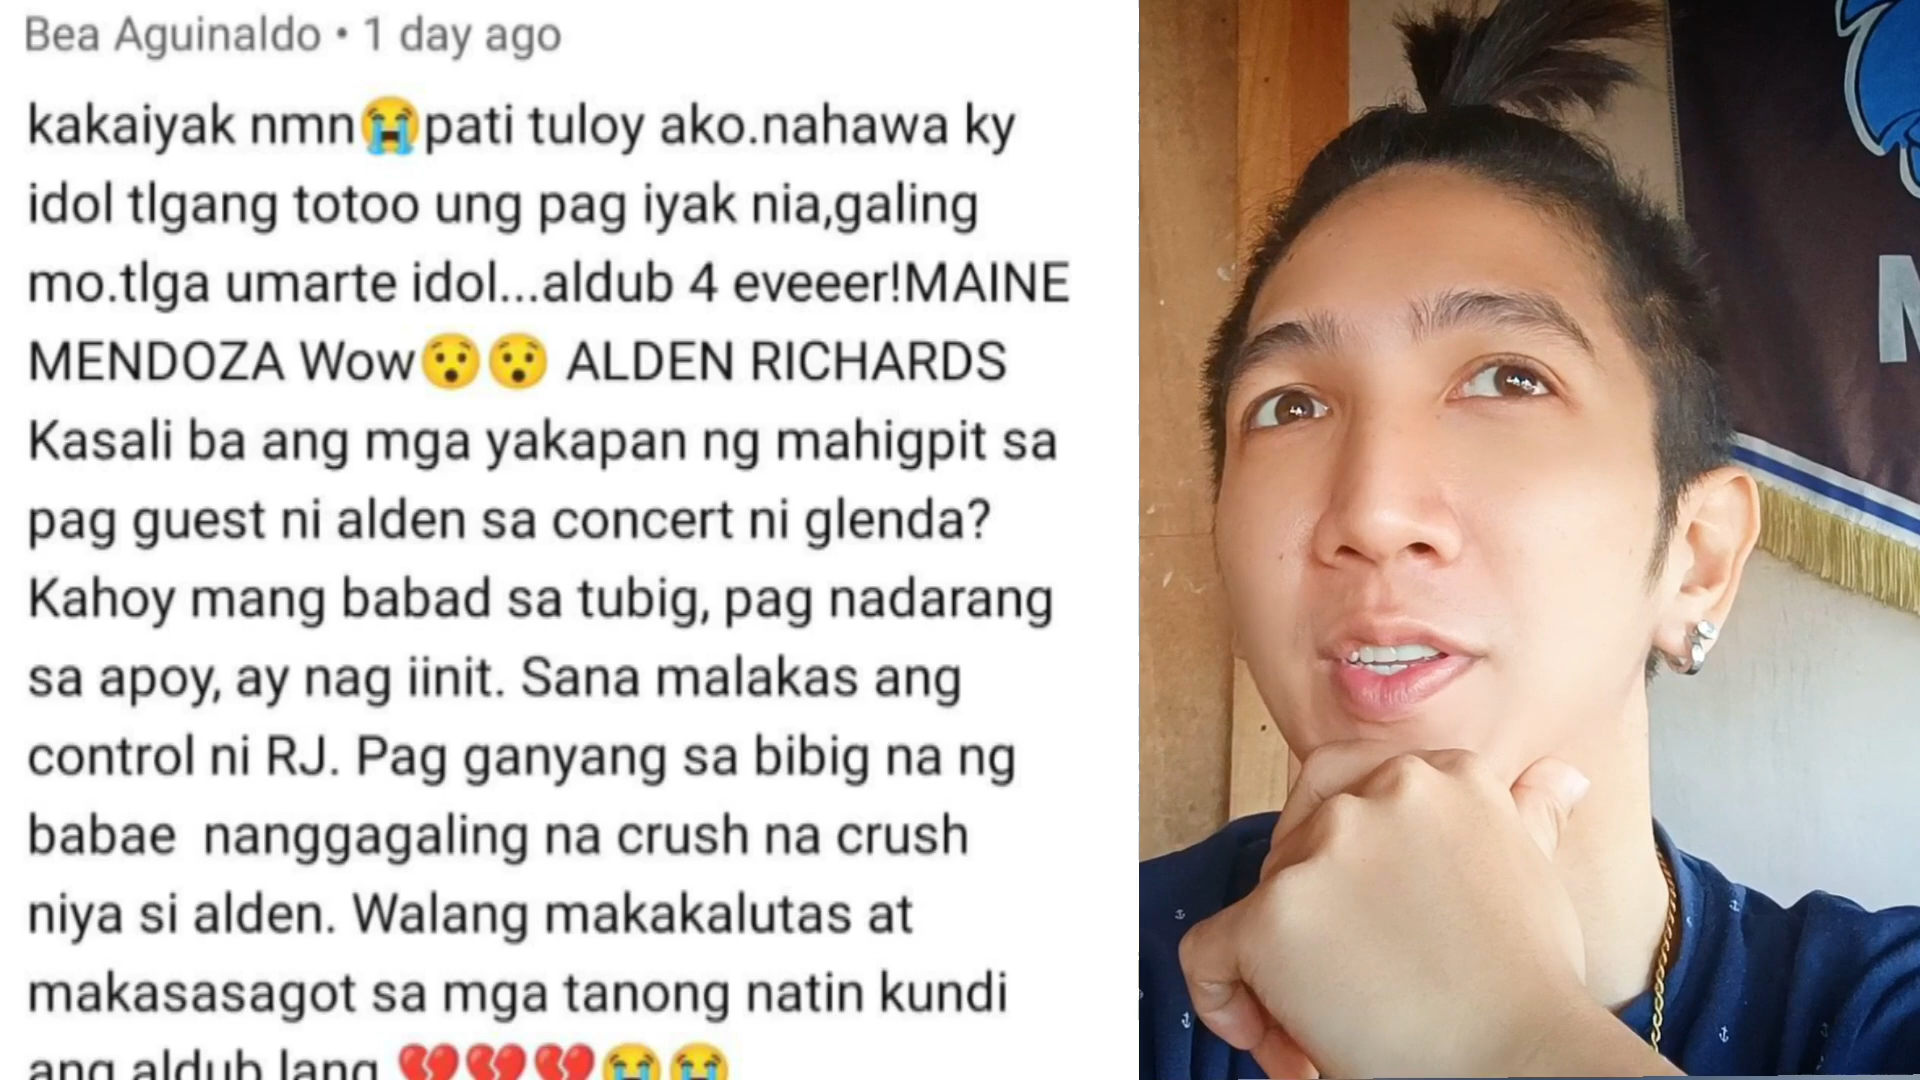 Bea Aguinaldo • 1 day ago
kakaiyak nmn😭pati tuloy ako.nahawa ky
idol tlgang totoo ung pag iyak nia,galing
mo.tlga umarte idol...aldub 4 eveeer!MAINE
MENDOZA Wow😯😯 ALDEN RICHARDS
Kasali ba ang mga yakapan ng mahigpit sa
pag guest ni alden sa concert ni glenda?
Kahoy mang babad sa tubig, pag nadarang
sa apoy, ay nag iinit. Sana malakas ang
control ni RJ. Pag ganyang sa bibig na ng
babae  nanggagaling na crush na crush
niya si alden. Walang makakalutas at
makasasagot sa mga tanong natin kundi
ang aldub lang 💔💔💔😭😭